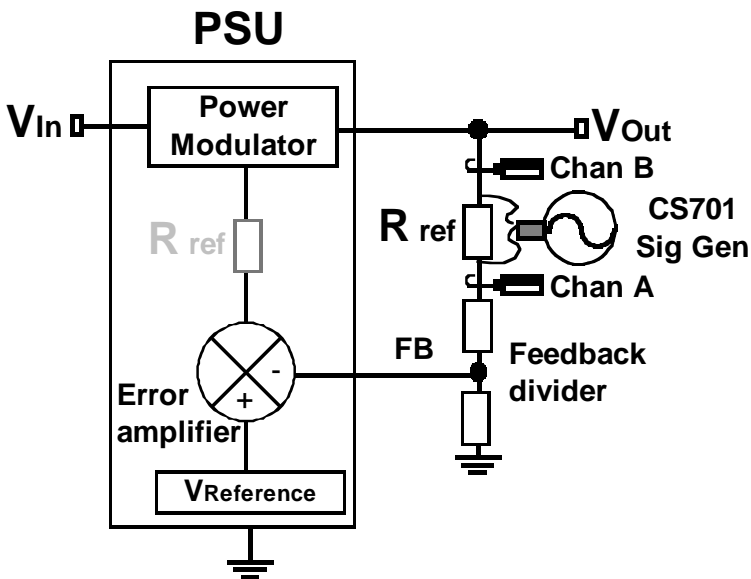 PSU
Power
Modulator
VIn
VOut
Chan B
R ref
R ref
CS701
Sig Gen
Chan A
FB
Feedback
divider
-
+
Error
amplifier
VReference